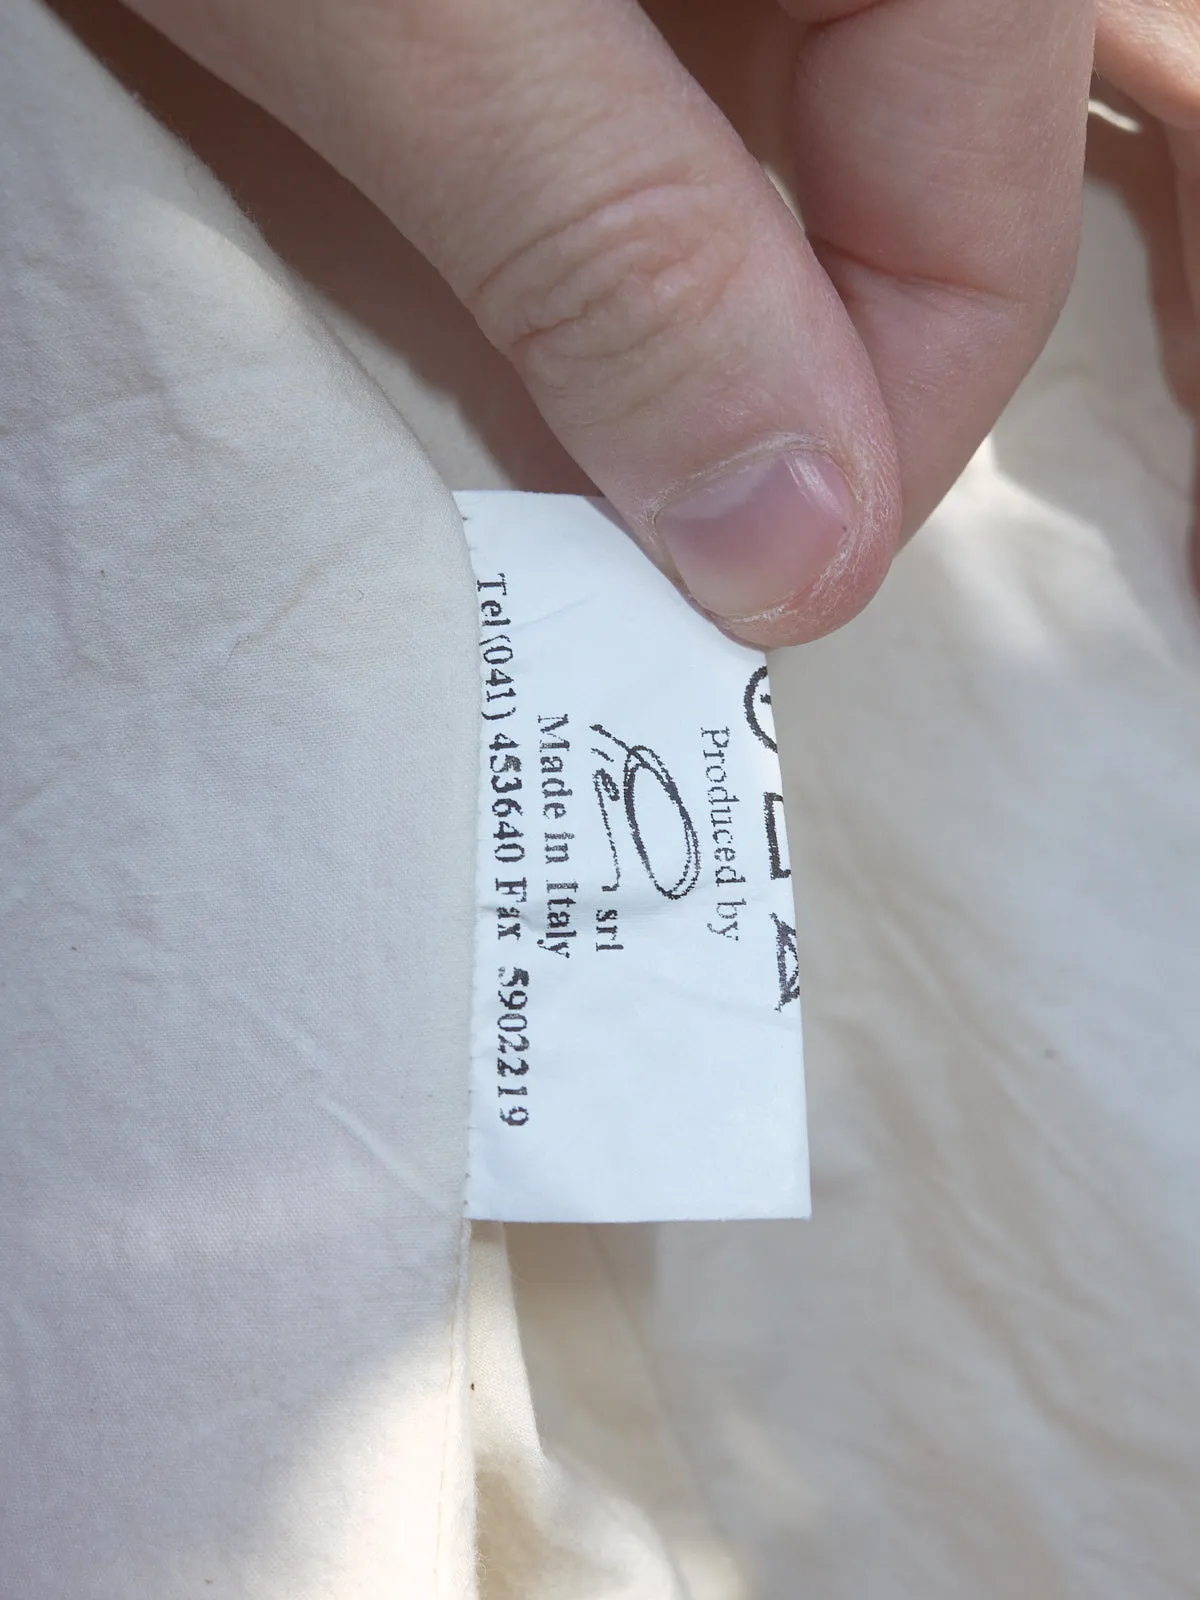 Produced by
srl
Made In Italy
Tel (041) 453640 Fax 5902219